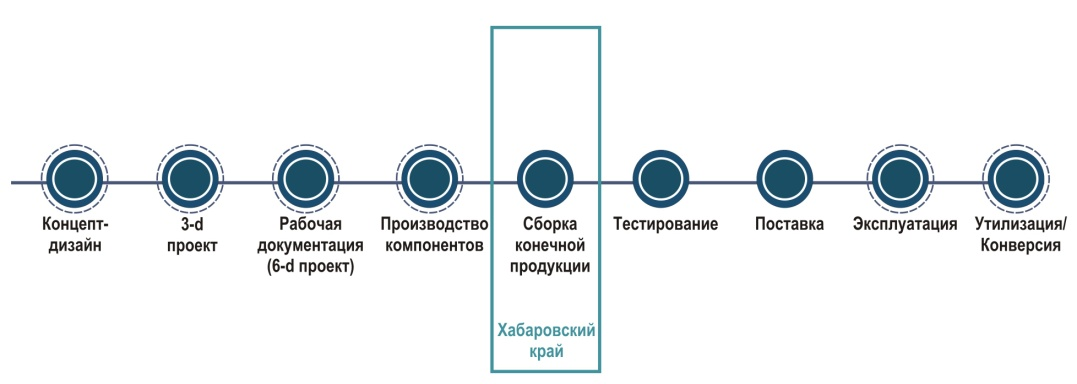 Концепт-
дизайн
3-d
проект
Рабочая
документация
(6-d проект)
Производство
компонентов
Сборка
конечной
продукции
Тестирование
Поставка
Эксплуатация
Утилизация/
Конверсия
Хабаровский
край